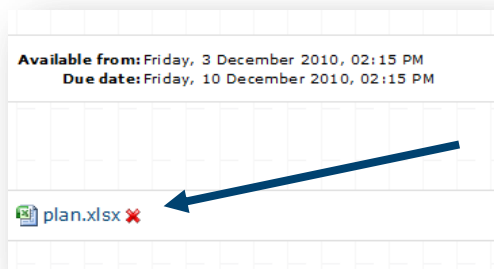 Available from: Friday, 3 December 2010, 02:15 PM
Due date: Friday, 10 December 2010, 02:15 PM
plan.xlsx